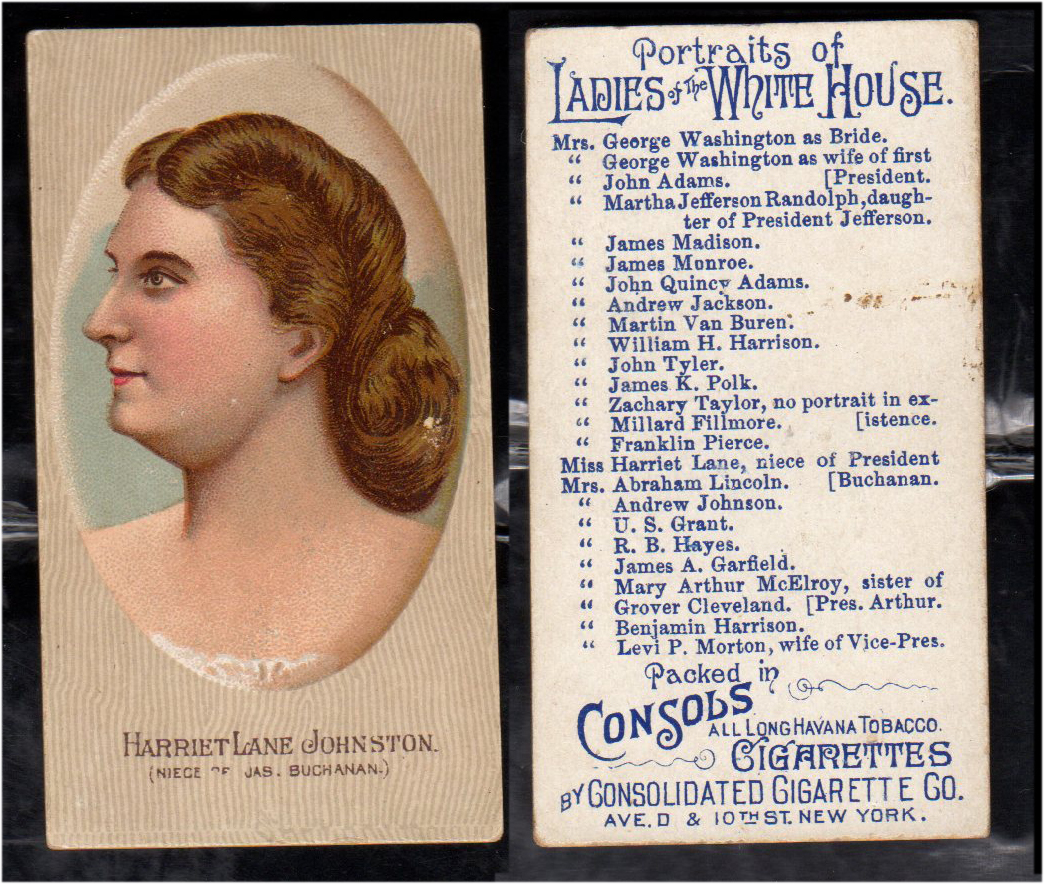 HARRIET LANE JOHNSTON.
(NIECE OF JAS. BUCHANAN.)
Portraits of
LADIES of The WHITE HOUSE.
Mrs. George Washington as Bride.
“ George Washington as wife of first
“ John Adams. [President.
“ Martha Jefferson Randolph, daugh-
ter of President Jefferson.
“ James Madison.
“ James Monroe.
“ John Quincy Adams.
“ Andrew Jackson.
“ Martin Van Buren.
“ William H. Harrison.
“ John Tyler.
“ James K. Polk.
“ Zachary Taylor, no portrait in ex-
“ Millard Fillmore. [istence.
“ Franklin Pierce.
Miss Harriet Lane, niece of President
Mrs. Abraham Lincoln. [Buchanan.
“ Andrew Johnson.
“ U. S. Grant.
“ R. B. Hayes.
“ James A. Garfield.
“ Mary Arthur McElroy, sister of
“ Grover Cleveland. [Pres. Arthur.
“ Benjamin Harrison.
“ Levi P. Morton, wife of Vice-Pres.
Packed in
CONSOLS
ALL LONG HAVANA TOBACCO.
CIGARETTES
BY CONSOLIDATED CIGARETTE CO.
AVE. D & 10TH ST. NEW YORK.